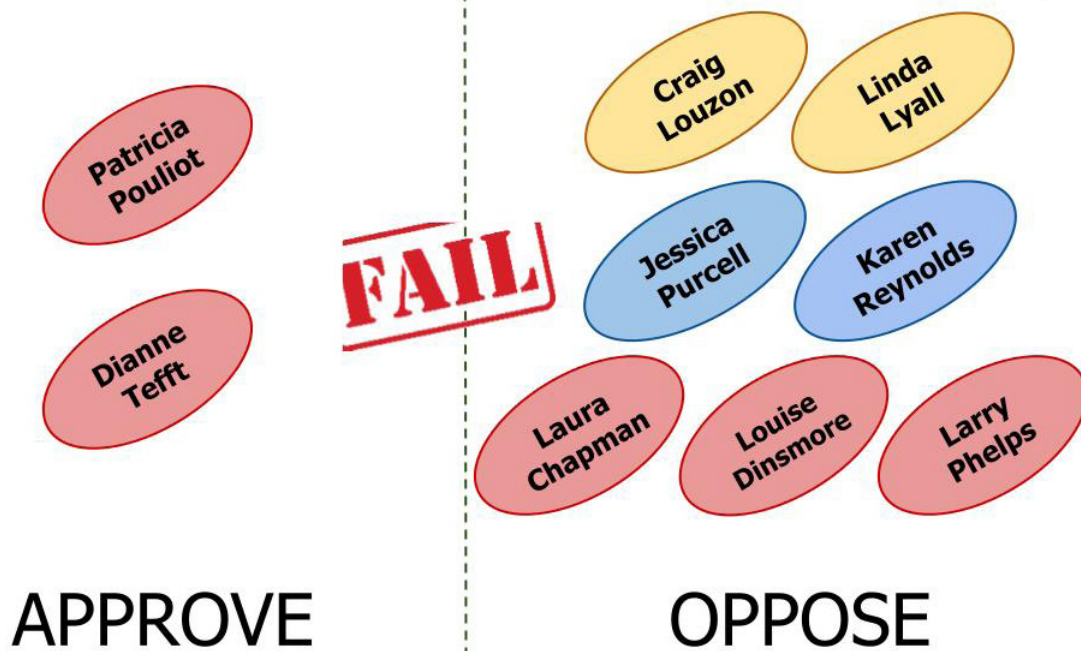 Patricia
Pouliot
Dianne
Tefft
FAIL
Craig
Louzon
Linda
Lyall
Jessica
Purcell
Karen
Reynolds
Laura
Chapman
Louise
Dinsmore
Larry
Phelps
APPROVE
OPPOSE